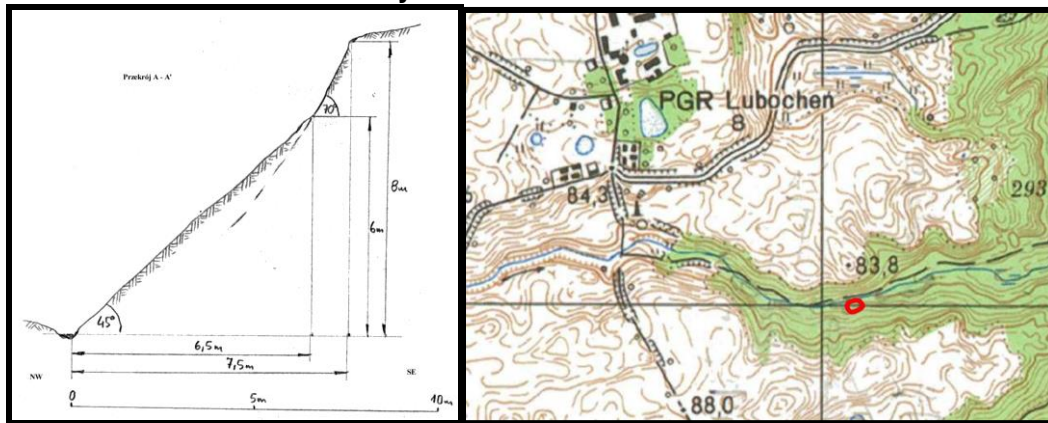 Przekrój A - A'
70°
8m
6m
45°
6,5m
7,5m
NW
SE
0
5m
10m
PGR Lubochen
8
84,3
293
83,8
88,0